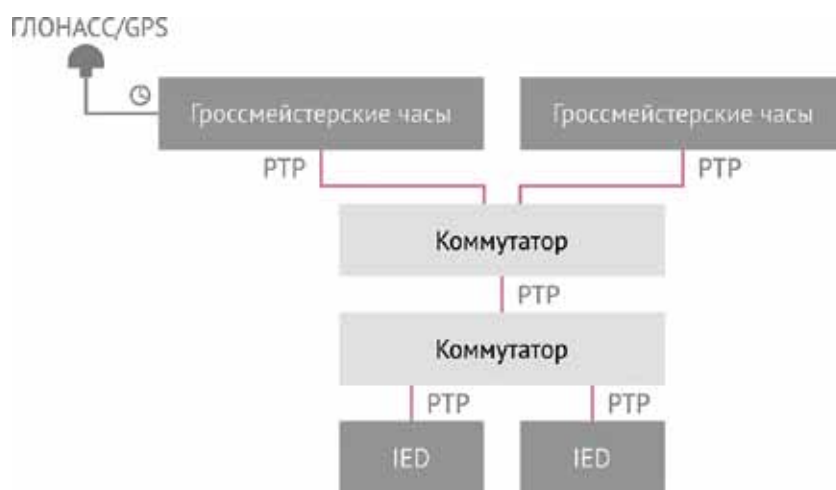 ГЛОНАСС/GPS
Гроссмейстерские часы
Гроссмейстерские часы
PTP
PTP
Коммутатор
PTP
Коммутатор
PTP
PTP
IED
IED